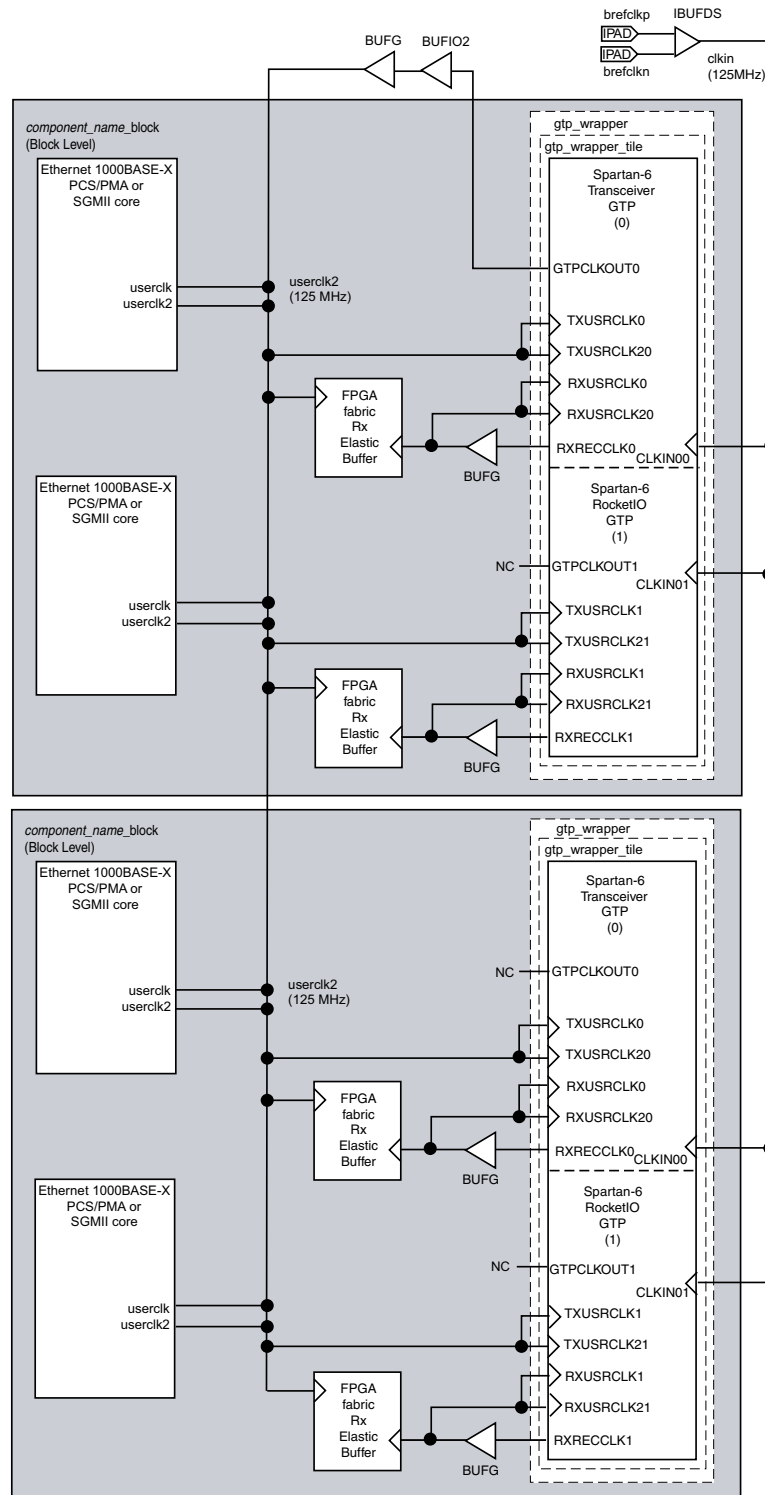 brefclkp
IPAD
IPAD
brefclkn
IBUFDS
clkin
(125MHz)
BUFG
BUFIO2
component_name_block
(Block Level)
Ethernet 1000BASE-X
PCS/PMA or
SGMII core
userclk
userclk2
userclk2
(125 MHz)
gtp_wrapper
gtp_wrapper_tile
Spartan-6
Transceiver
GTP
(0)
GTPCLKOUT0
TXUSRCLK0
TXUSRCLK20
RXUSRCLK0
RXUSRCLK20
RXRECCLK0
CLKIN00
FPGA
fabric
Rx
Elastic
Buffer
BUFG
Ethernet 1000BASE-X
PCS/PMA or
SGMII core
userclk
userclk2
Spartan-6
RocketIO
GTP
(1)
NC
GTPCLKOUT1
CLKIN01
TXUSRCLK1
TXUSRCLK21
RXUSRCLK1
RXUSRCLK21
RXRECCLK1
FPGA
fabric
Rx
Elastic
Buffer
BUFG
component_name_block
(Block Level)
Ethernet 1000BASE-X
PCS/PMA or
SGMII core
userclk
userclk2
userclk2
(125 MHz)
gtp_wrapper
gtp_wrapper_tile
Spartan-6
Transceiver
GTP
(0)
NC
GTPCLKOUT0
TXUSRCLK0
TXUSRCLK20
RXUSRCLK0
RXUSRCLK20
RXRECCLK0
CLKIN00
FPGA
fabric
Rx
Elastic
Buffer
BUFG
Ethernet 1000BASE-X
PCS/PMA or
SGMII core
userclk
userclk2
Spartan-6
RocketIO
GTP
(1)
NC
GTPCLKOUT1
CLKIN01
TXUSRCLK1
TXUSRCLK21
RXUSRCLK1
RXUSRCLK21
RXRECCLK1
FPGA
fabric
Rx
Elastic
Buffer
BUFG